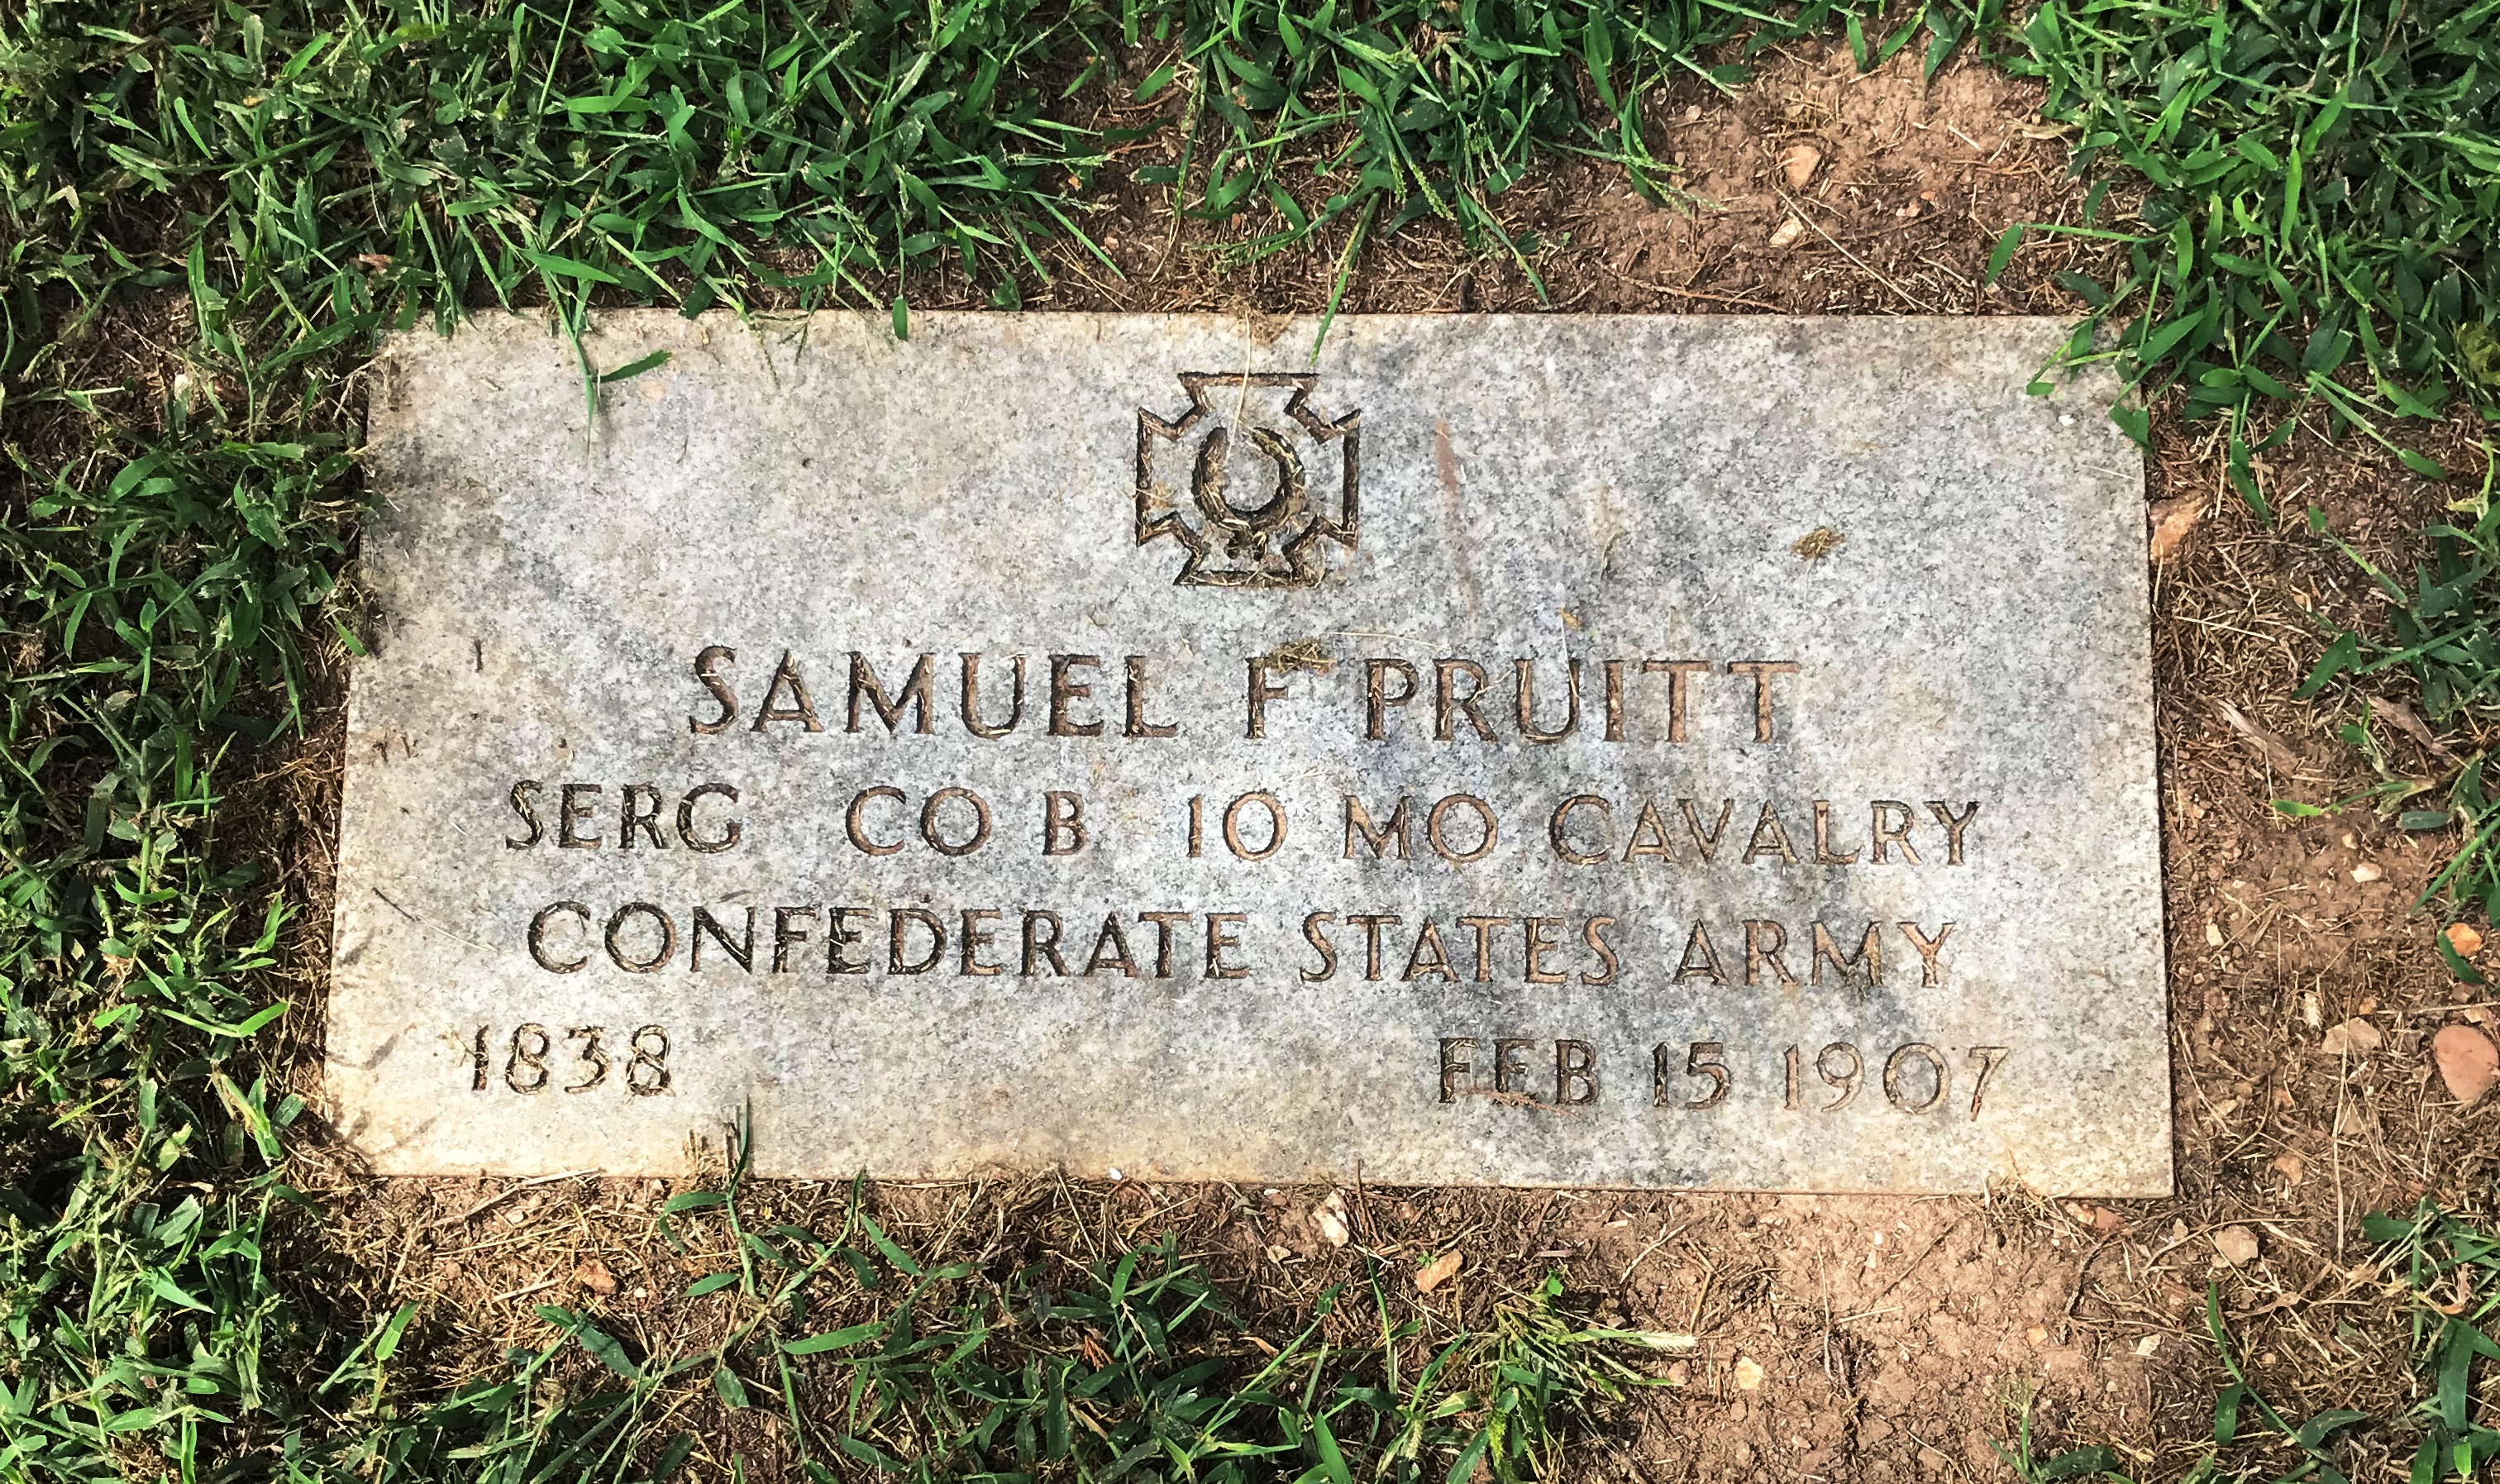 SAMUEL F PRUITT
SERG CO B 10 MO CAVALRY
CONFEDERATE STATES ARMY
1838 FEB 15 1907